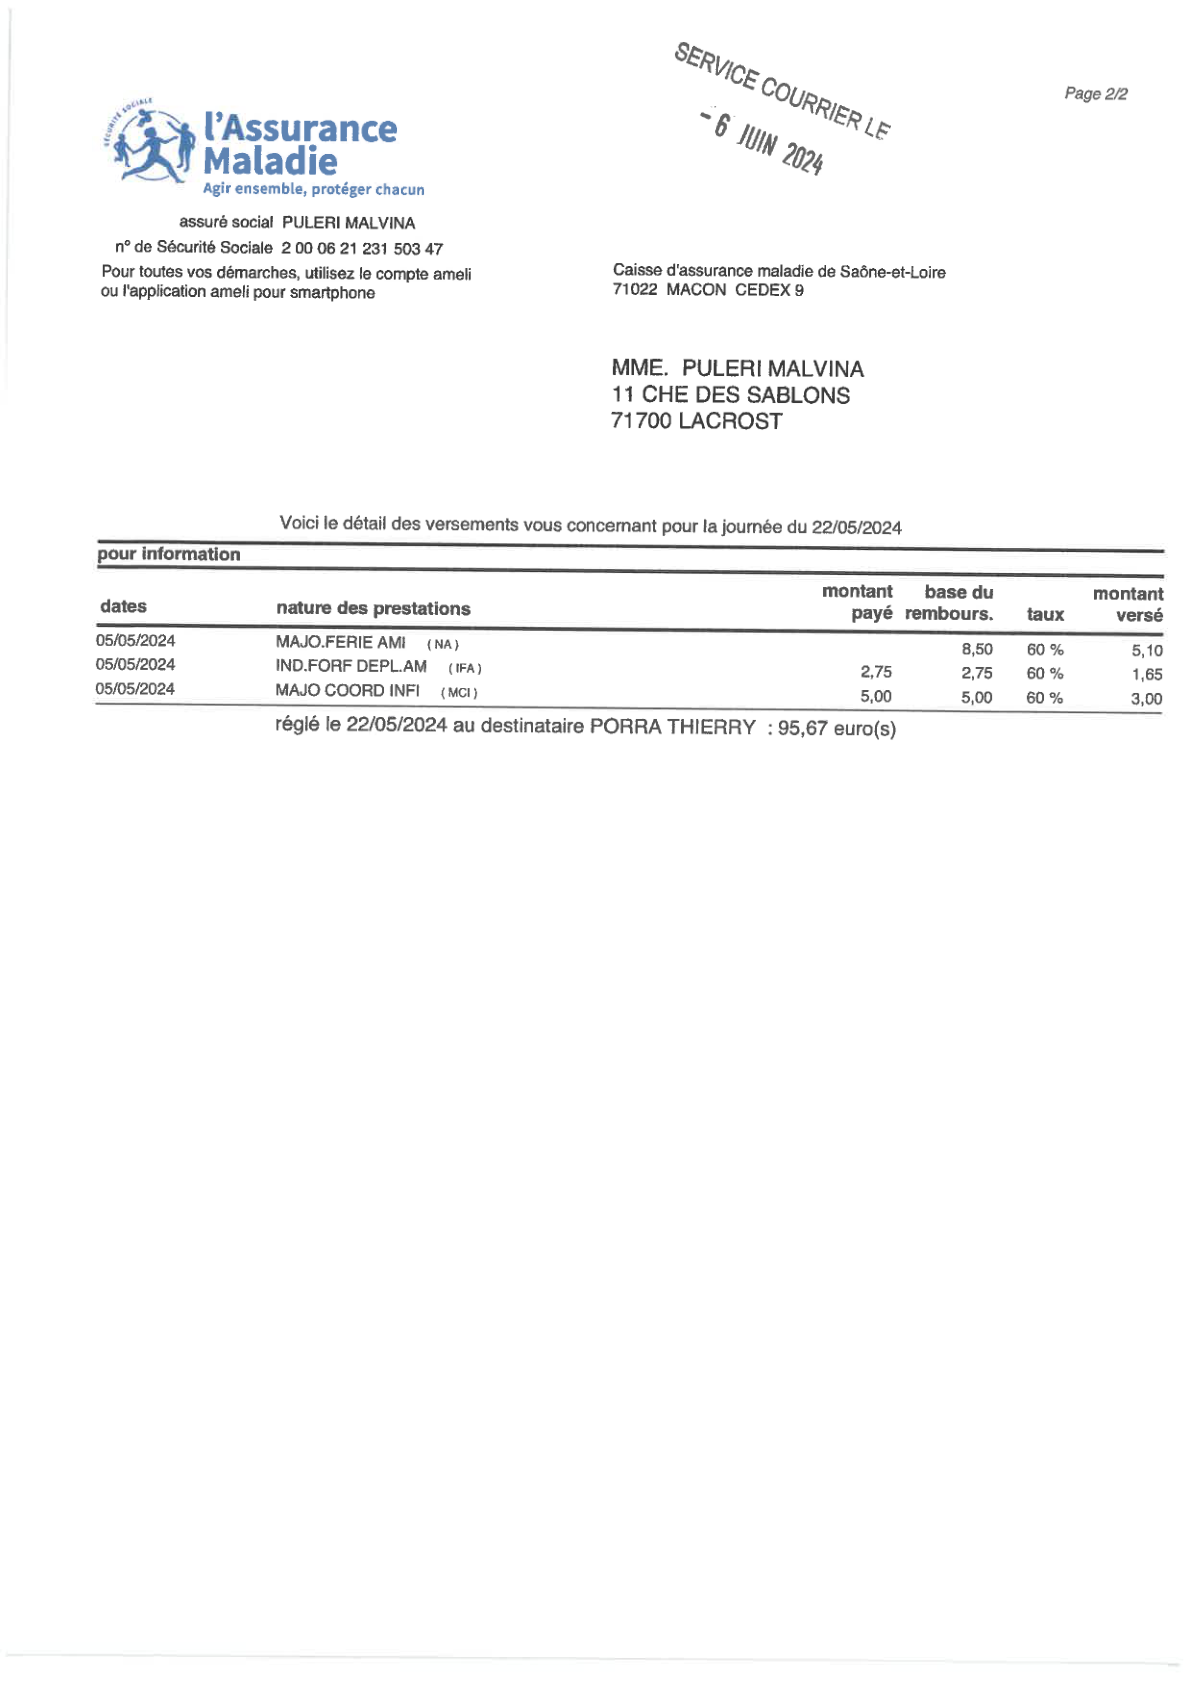 SERVICE COURRIER LE
- 6 JUIN 2024
Page 2/2
SÉCURITÉ SOCIALE
l'Assurance
Maladie
Agir ensemble, protéger chacun
assuré social PULERI MALVINA
n° de Sécurité Sociale 2 00 06 21 231 503 47
Pour toutes vos démarches, utilisez le compte ameli
ou l'application ameli pour smartphone
Caisse d'assurance maladie de Saône-et-Loire
71022 MACON CEDEX 9
MME. PULERI MALVINA
11 CHE DES SABLONS
71700 LACROST
Voici le détail des versements vous concernant pour la journée du 22/05/2024
pour information
dates nature des prestations montant payé base du rembours. taux montant versé
05/05/2024 MAJO.FERIE AMI (NA) 8,50 60 % 5,10
05/05/2024 IND.FORF DEPL.AM (IFA) 2,75 2,75 60 % 1,65
05/05/2024 MAJO COORD INFI (MCI) 5,00 5,00 60 % 3,00
réglé le 22/05/2024 au destinataire PORRA THIERRY : 95,67 euro(s)